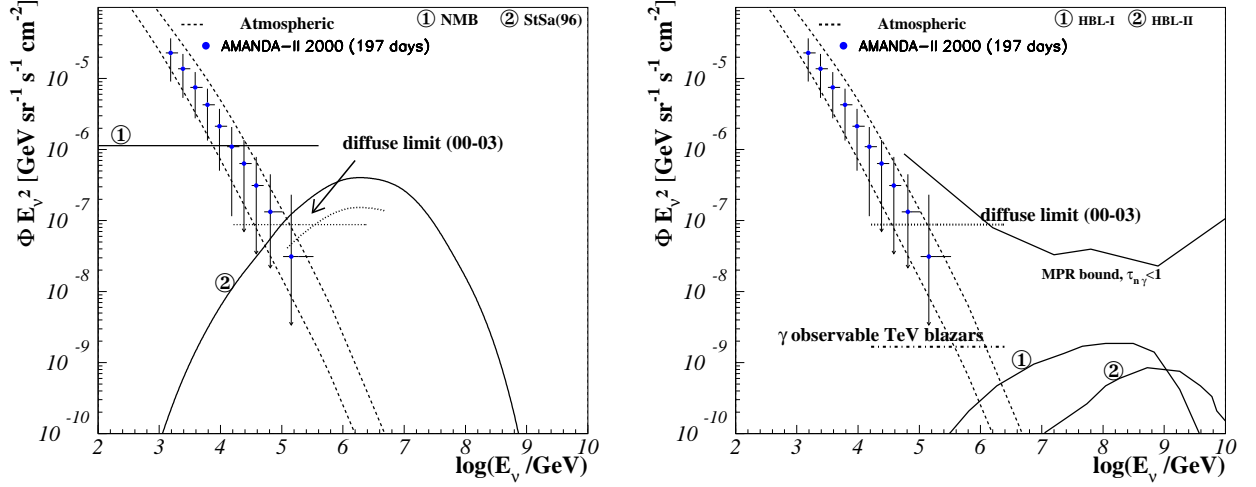 Φ E_ν² [GeV sr⁻¹ s⁻¹ cm⁻²]
10⁻⁵
10⁻⁶
10⁻⁷
10⁻⁸
10⁻⁹
10⁻¹⁰
Atmospheric
① NMB ② StSa(96)
AMANDA-II 2000 (197 days)
①
diffuse limit (00-03)
②
2 3 4 5 6 7 8 9 10
log(E_ν /GeV)
Φ E_ν² [GeV sr⁻¹ s⁻¹ cm⁻²]
10⁻⁵
10⁻⁶
10⁻⁷
10⁻⁸
10⁻⁹
10⁻¹⁰
Atmospheric
① HBL-I ② HBL-II
AMANDA-II 2000 (197 days)
diffuse limit (00-03)
MPR bound, τ_nγ<1
γ observable TeV blazars
①
②
2 3 4 5 6 7 8 9 10
log(E_ν /GeV)